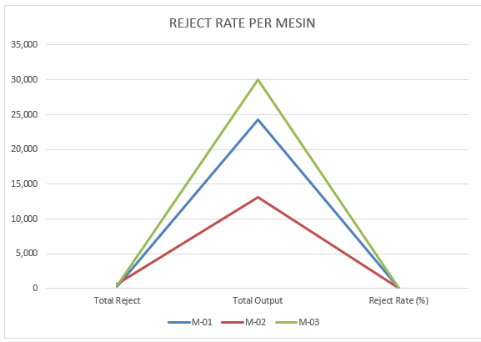 REJECT RATE PER MESIN
35,000
30,000
25,000
20,000
15,000
10,000
5,000
0
Total Reject Total Output Reject Rate (%)
M-01 M-02 M-03